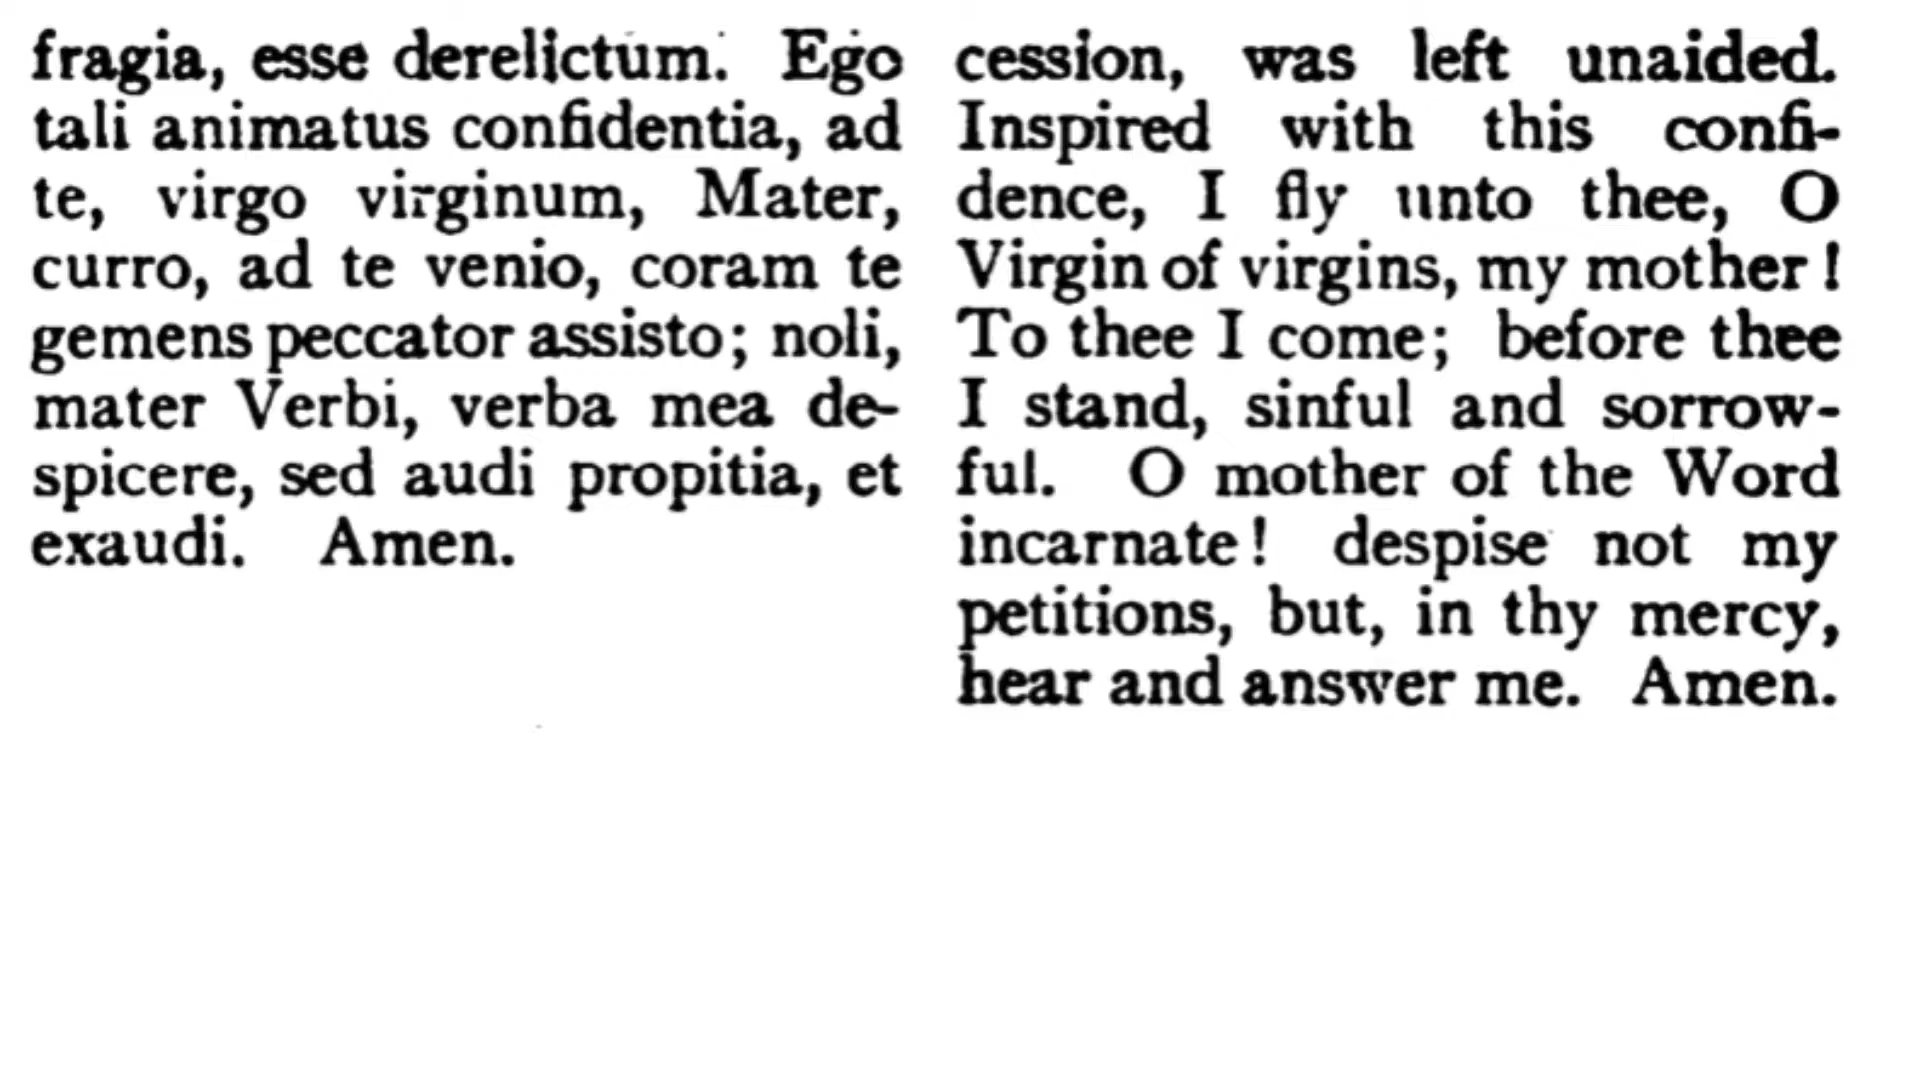 fragia, esse derelictum. Ego
tali animatus confidentia, ad
te, virgo virginum, Mater,
curro, ad te venio, coram te
gemens peccator assisto; noli,
mater Verbi, verba mea de-
spicere, sed audi propitia, et
exaudi. Amen.
cession, was left unaided.
Inspired with this confi-
dence, I fly unto thee, O
Virgin of virgins, my mother!
To thee I come; before thee
I stand, sinful and sorrow-
ful. O mother of the Word
incarnate! despise not my
petitions, but, in thy mercy,
hear and answer me. Amen.